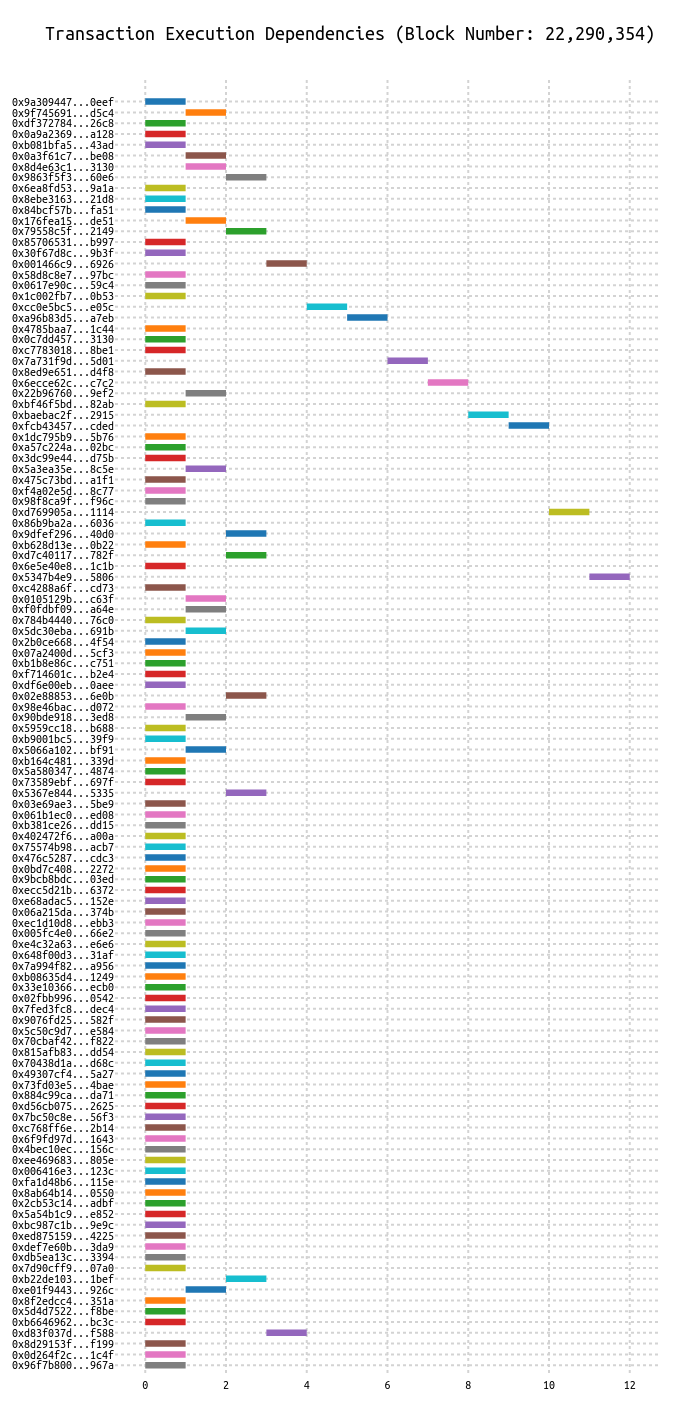 Transaction Execution Dependencies (Block Number: 22,290,354)
0x9a309447...0eef
0x9f745691...d5c4
0xdf372784...26c8
0x0a9a2369...a128
0xb081bfa5...43ad
0x0a3f61c7...be08
0x8d4e63c1...3130
0x9863f5f3...60e6
0x6ea8fd53...9a1a
0x8ebe3163...21d8
0x84bcf57b...fa51
0x176fea15...de51
0x79558c5f...2149
0x85706531...b997
0x30f67d8c...9b3f
0x001466c9...6926
0x58d8c8e7...97bc
0x0617e90c...59c4
0x1c002fb7...0b53
0xcc0e5bc5...e05c
0xa96b83d5...a7eb
0x4785baa7...1c44
0x0c7dd457...3130
0xc7783018...8be1
0x7a731f9d...5d01
0x8ed9e651...d4f8
0x6ecce62c...c7c2
0x22b96760...9ef2
0xbf46f5bd...82ab
0xbaebac2f...2915
0xfcb43457...cded
0x1dc795b9...5b76
0xa57c224a...02bc
0x3dc99e44...d75b
0x5a3ea35e...8c5e
0x475c73bd...a1f1
0xf4a02e5d...8c77
0x98f8ca9f...f96c
0xd769905a...1114
0x86b9ba2a...6036
0x9dfef296...40d0
0xb628d13e...0b22
0xd7c40117...782f
0x6e5e40e8...1c1b
0x5347b4e9...5806
0xc4288a6f...cd73
0x0105129b...c63f
0xf0fdbf09...a64e
0x784b4440...76c0
0x5dc30eba...691b
0x2b0ce668...4f54
0x07a2400d...5cf3
0xb1b8e86c...c751
0xf714601c...b2e4
0xdf6e00eb...0aee
0x02e88853...6e0b
0x98e46bac...d072
0x90bde918...3ed8
0x5959cc18...b688
0xb9001bc5...39f9
0x5066a102...bf91
0xb164c481...339d
0x5a580347...4874
0x73589ebf...697f
0x5367e844...5335
0x03e69ae3...5be9
0x061b1ec0...ed08
0xb381ce26...dd15
0x402472f6...a00a
0x75574b98...acb7
0x476c5287...cdc3
0x0bd7c408...2272
0x9bcb8bdc...03ed
0xecc5d21b...6372
0xe68adac5...152e
0x06a215da...374b
0xec1d10d8...ebb3
0x005fc4e0...66e2
0xe4c32a63...e6e6
0x648f00d3...31af
0x7a994f82...a956
0xb08635d4...1249
0x33e10366...ecb0
0x02fbb996...0542
0x7fed3fc8...dec4
0x9076fd25...582f
0x5c50c9d7...e584
0x70cbaf42...f822
0x815afb83...dd54
0x70438d1a...d68c
0x49307cf4...5a27
0x73fd03e5...4bae
0x884c99ca...da71
0xd56cb075...2625
0x7bc50c8e...56f3
0xc768ff6e...2b14
0x6f9fd97d...1643
0x4bec10ec...156c
0xee469683...805e
0x006416e3...123c
0xfa1d48b6...115e
0x8ab64b14...0550
0x2cb53c14...adbf
0x5a54b1c9...e852
0xbc987c1b...9e9c
0xed875159...4225
0xdef7e60b...3da9
0xdb5ea13c...3394
0x7d90cff9...07a0
0xb22de103...1bef
0xe01f9443...926c
0x8f2edcc4...351a
0x5d4d7522...f8be
0xb6646962...bc3c
0xd83f037d...f588
0x8d29153f...f199
0x0d264f2c...1c4f
0x96f7b800...967a
0 2 4 6 8 10 12